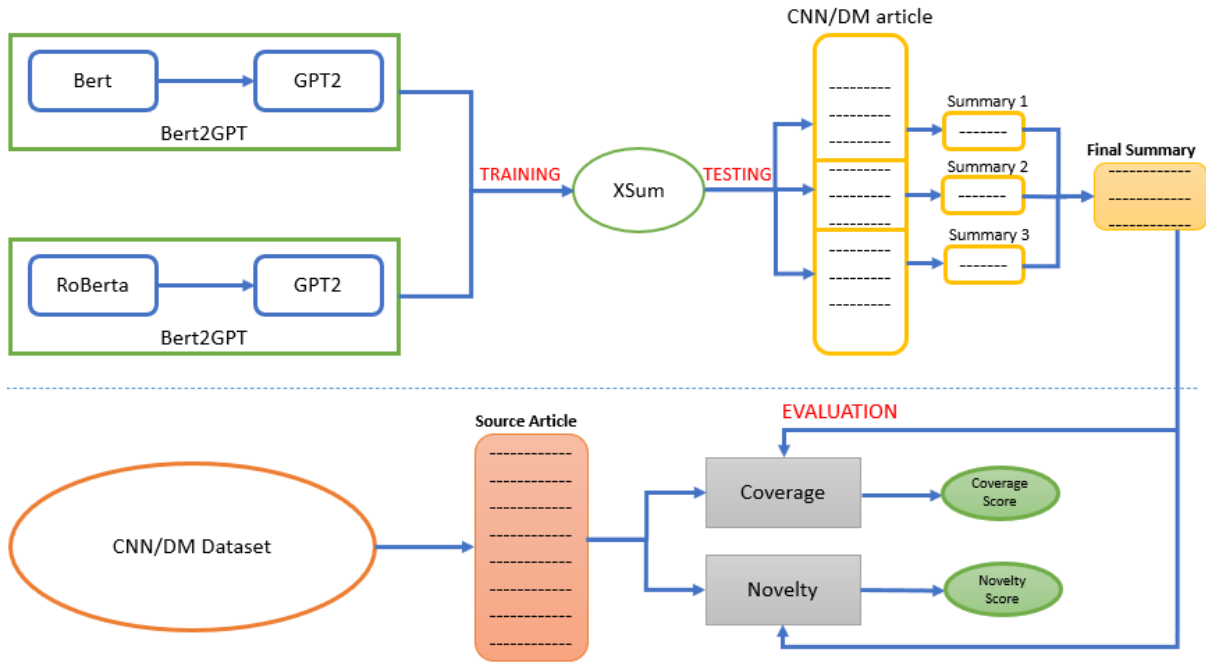 CNN/DM article
Bert
GPT2
Bert2GPT
Summary 1
-------
Summary 2
-------
Summary 3
-------
Final Summary
TRAINING
XSum
TESTING
RoBerta
GPT2
Bert2GPT
EVALUATION
Source Article
CNN/DM Dataset
Coverage
Coverage
Score
Novelty
Novelty
Score